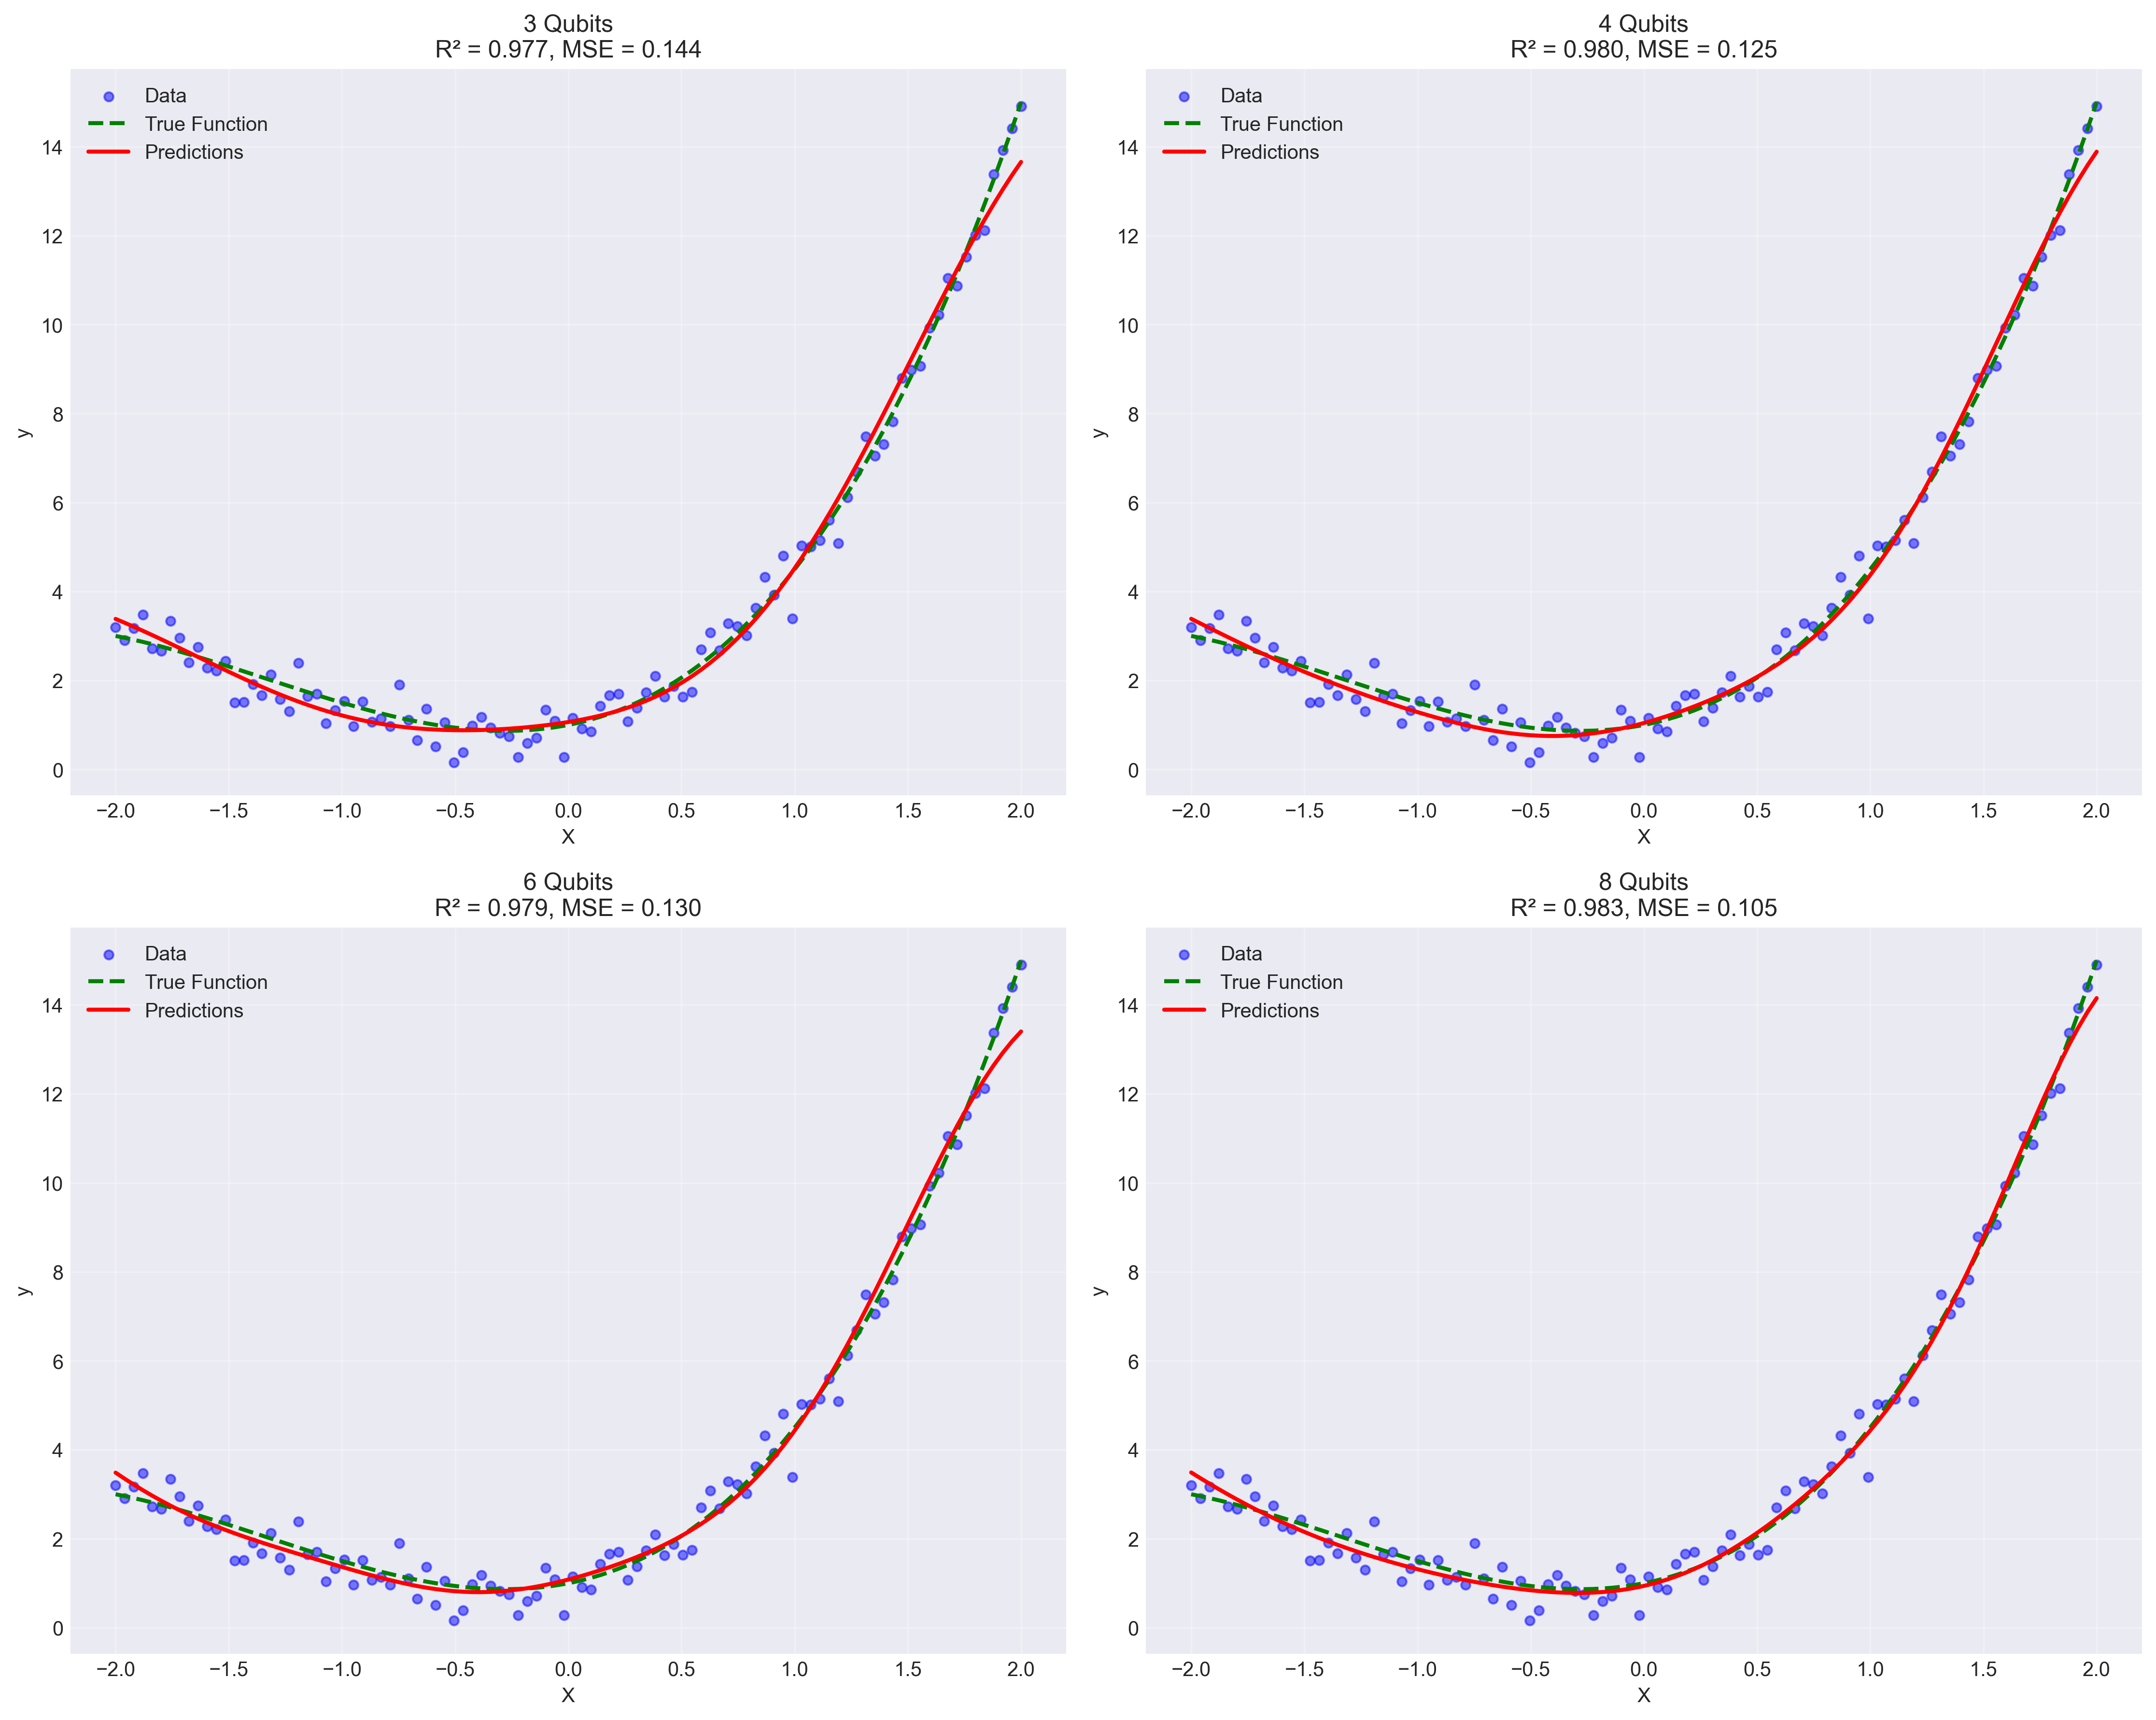 3 Qubits
R² = 0.977, MSE = 0.144
Data
True Function
Predictions
14
12
10
8
6
4
2
0
y
−2.0 −1.5 −1.0 −0.5 0.0 0.5 1.0 1.5 2.0
X
4 Qubits
R² = 0.980, MSE = 0.125
Data
True Function
Predictions
14
12
10
8
6
4
2
0
y
−2.0 −1.5 −1.0 −0.5 0.0 0.5 1.0 1.5 2.0
X
6 Qubits
R² = 0.979, MSE = 0.130
Data
True Function
Predictions
14
12
10
8
6
4
2
0
y
−2.0 −1.5 −1.0 −0.5 0.0 0.5 1.0 1.5 2.0
X
8 Qubits
R² = 0.983, MSE = 0.105
Data
True Function
Predictions
14
12
10
8
6
4
2
0
y
−2.0 −1.5 −1.0 −0.5 0.0 0.5 1.0 1.5 2.0
X